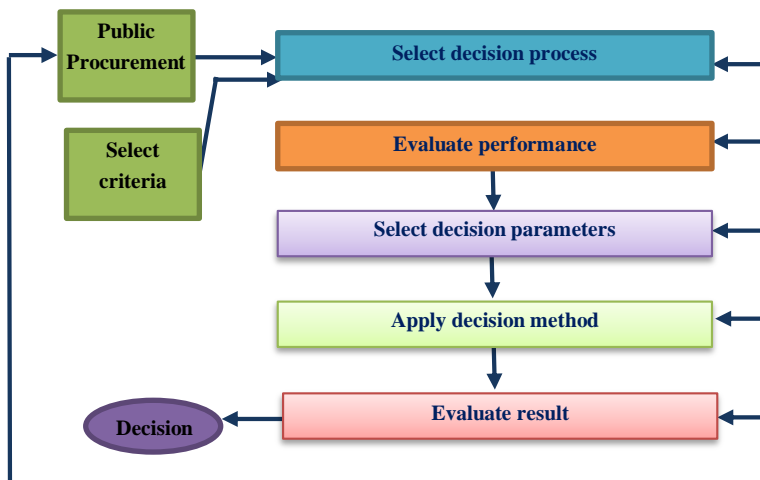 Public
Procurement
Select decision process
Select
criteria
Evaluate performance
Select decision parameters
Apply decision method
Evaluate result
Decision